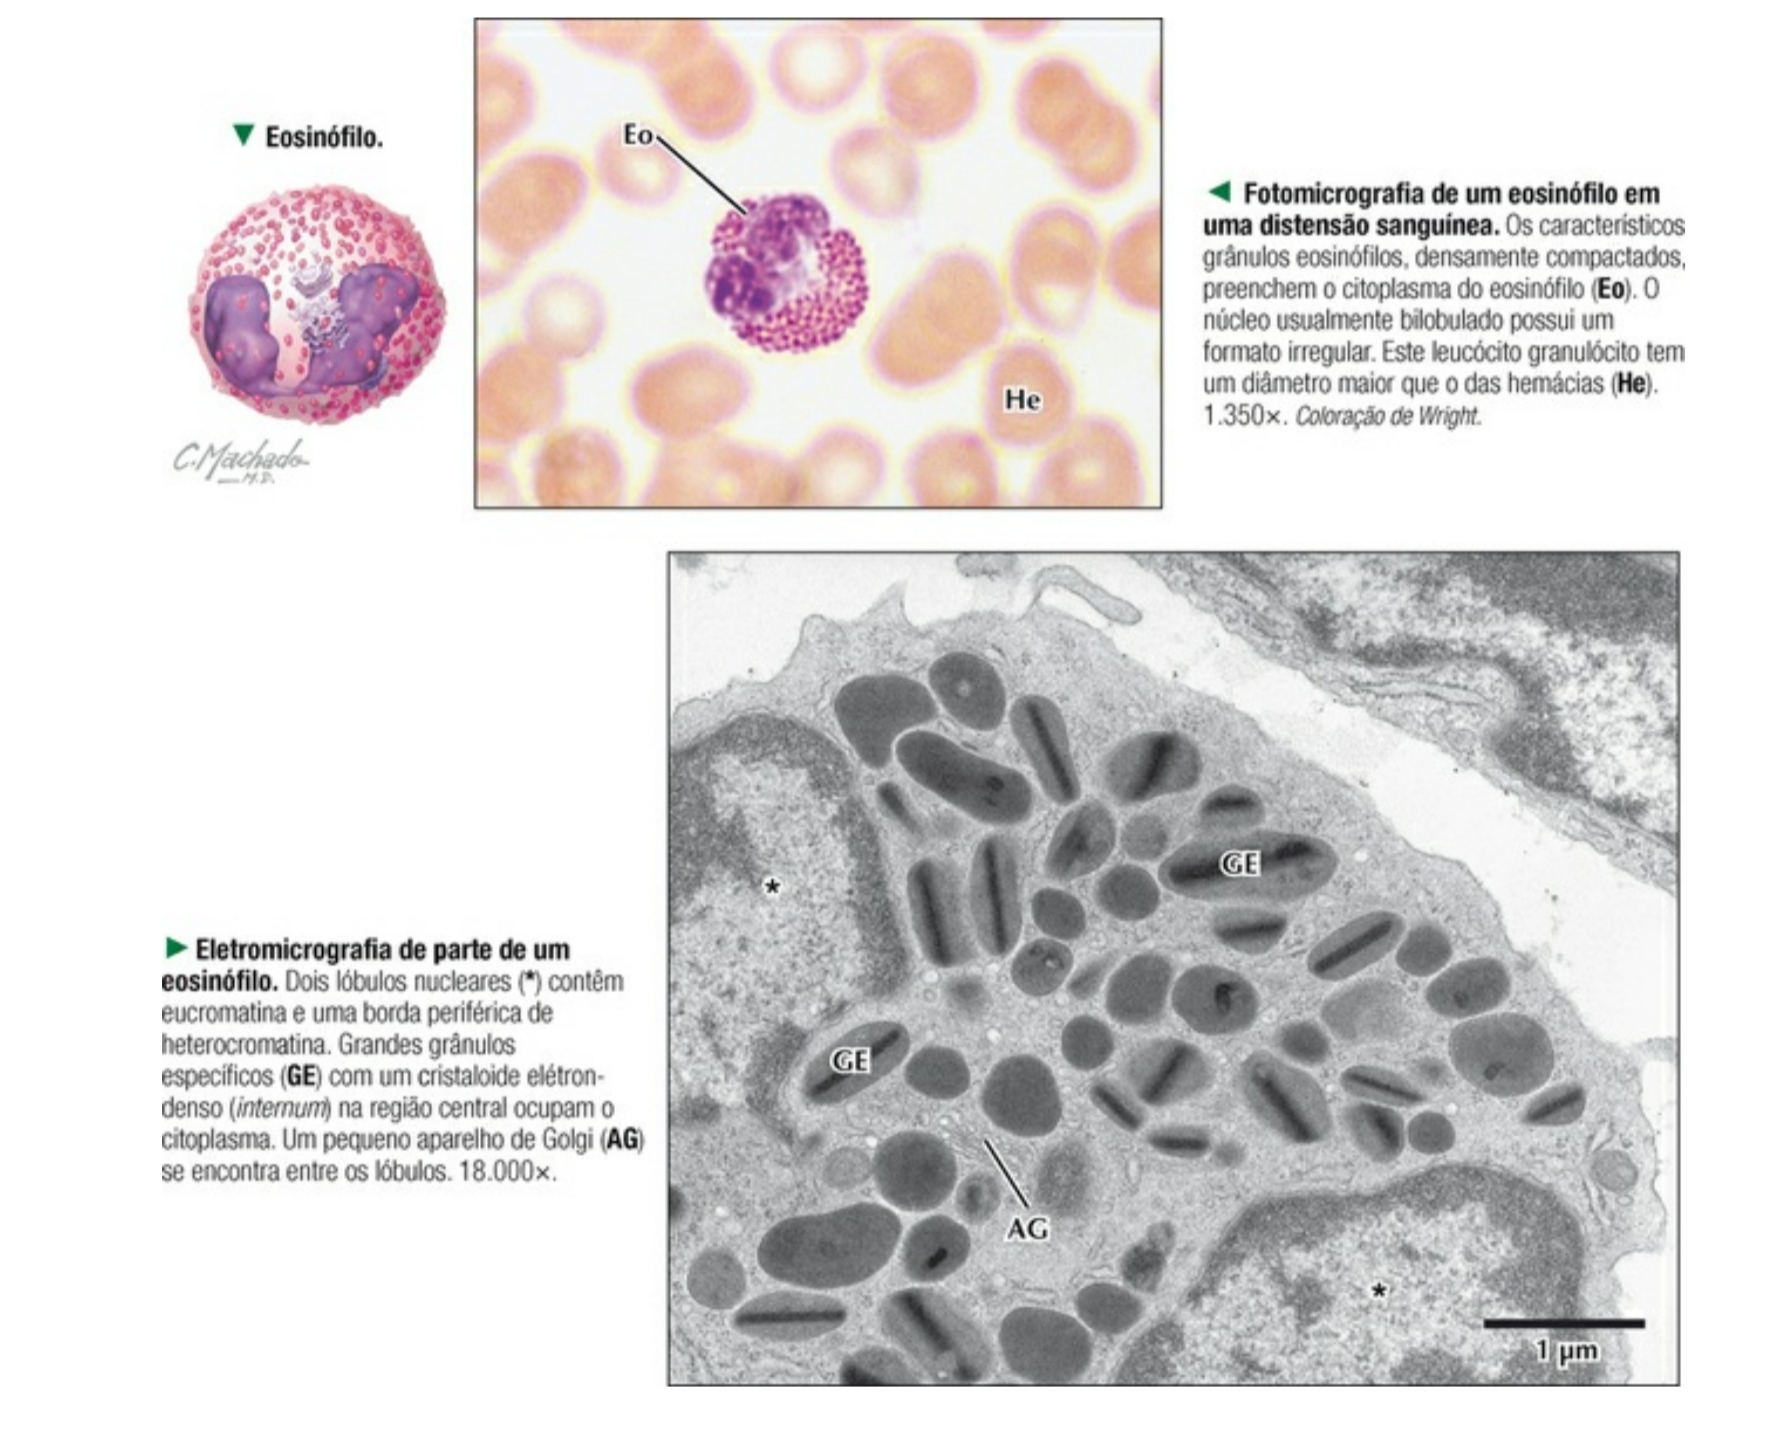 ▼ Eosinófilo.
C.Machado
M.D.
Eo
He
◄ Fotomicrografia de um eosinófilo em
uma distensão sanguínea. Os característicos
grânulos eosinófilos, densamente compactados,
preenchem o citoplasma do eosinófilo (Eo). O
núcleo usualmente bilobulado possui um
formato irregular. Este leucócito granulócito tem
um diâmetro maior que o das hemácias (He).
1.350×. Coloração de Wright.
► Eletromicrografia de parte de um
eosinófilo. Dois lóbulos nucleares (*) contêm
eucromatina e uma borda periférica de
heterocromatina. Grandes grânulos
específicos (GE) com um cristaloide elétron-
denso (internum) na região central ocupam o
citoplasma. Um pequeno aparelho de Golgi (AG)
se encontra entre os lóbulos. 18.000×.
GE
*
GE
AG
*
1 µm